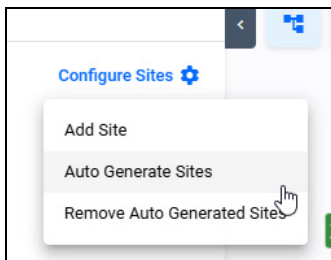 Configure Sites
Add Site
Auto Generate Sites
Remove Auto Generated Sites